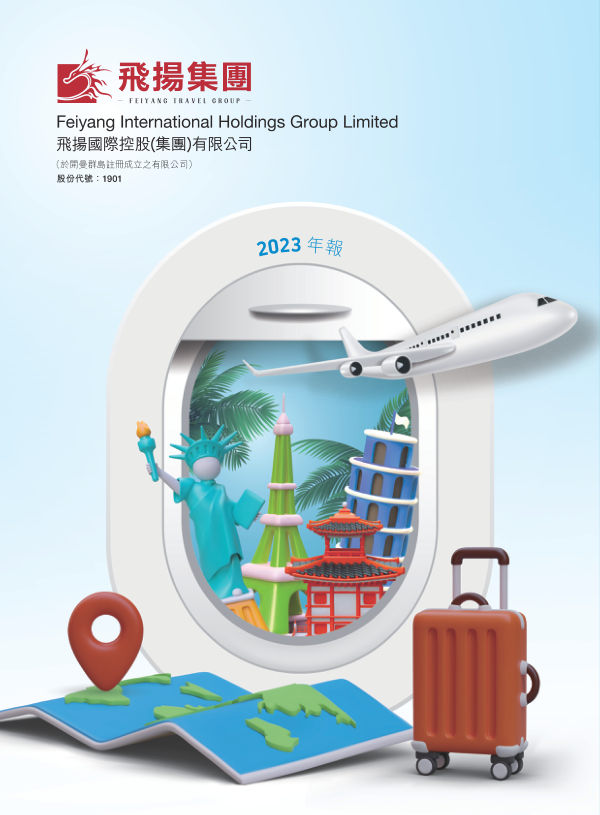 飛揚集團
FEIYANG TRAVEL GROUP
Feiyang International Holdings Group Limited
飛揚國際控股(集團)有限公司
(於開曼群島註冊成立之有限公司)
股份代號：1901
2023 年報